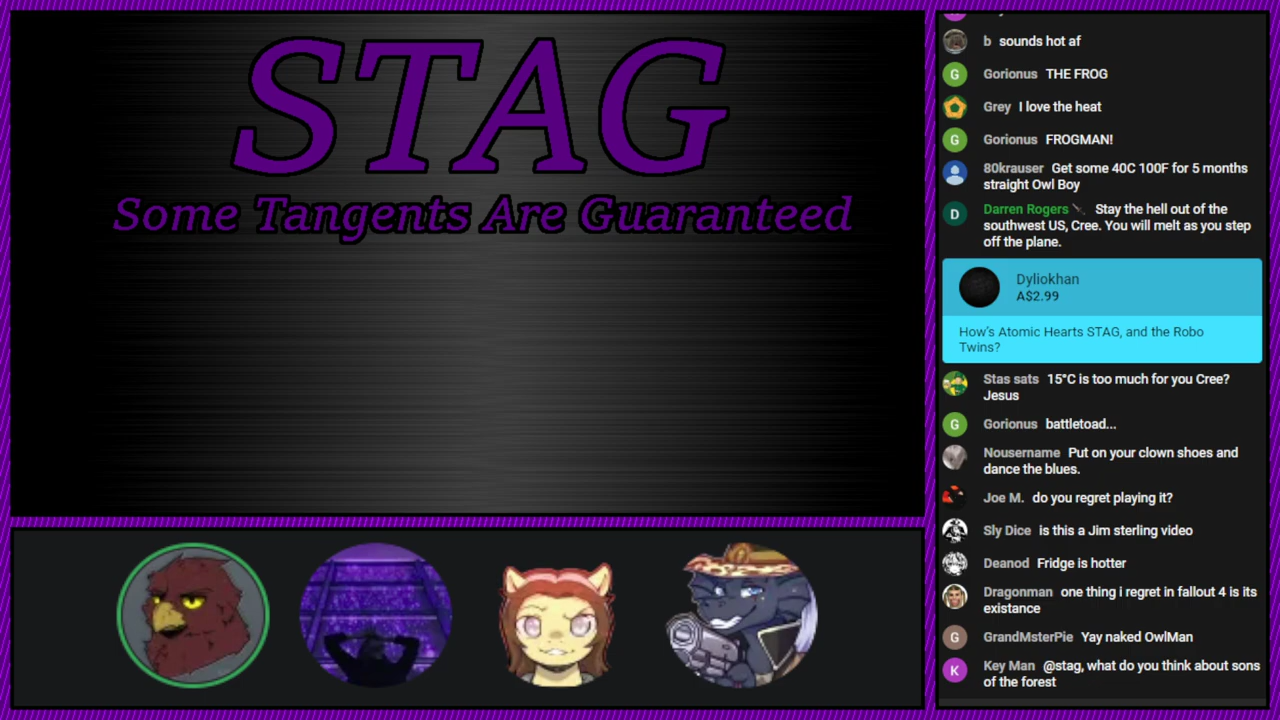 STAG
Some Tangents Are Guaranteed
b sounds hot af
G Gorionus THE FROG
Grey I love the heat
G Gorionus FROGMAN!
80krauser Get some 40C 100F for 5 months
straight Owl Boy
D Darren Rogers Stay the hell out of the
southwest US, Cree. You will melt as you step
off the plane.
Dyliokhan
A$2.99
How's Atomic Hearts STAG, and the Robo
Twins?
Stas sats 15°C is too much for you Cree?
Jesus
G Gorionus battletoad...
Nousername Put on your clown shoes and
dance the blues.
Joe M. do you regret playing it?
Sly Dice is this a Jim sterling video
Deanod Fridge is hotter
Dragonman one thing i regret in fallout 4 is its
existance
G GrandMsterPie Yay naked OwlMan
K Key Man @stag, what do you think about sons
of the forest